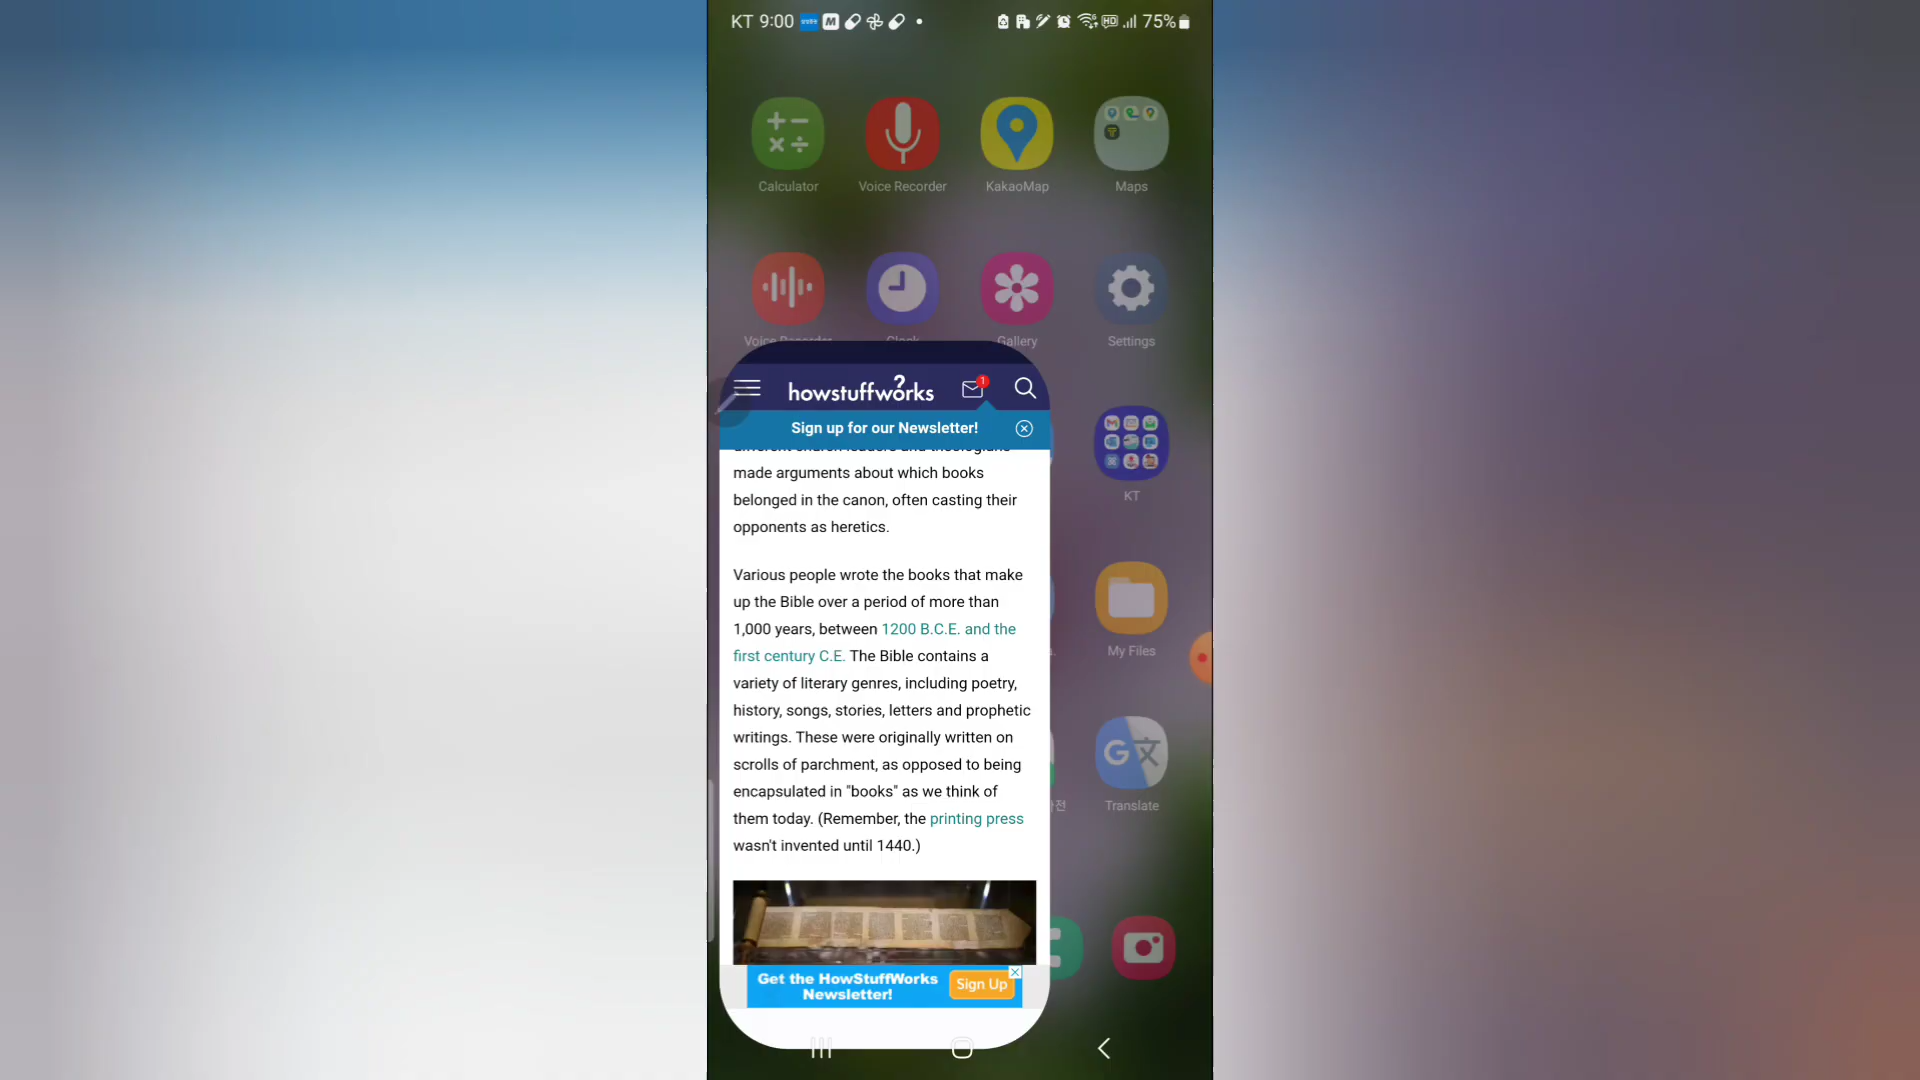 KT 9:00
75%
Calculator
Voice Recorder
KakaoMap
Maps
Gallery
Settings
howstuffworks
1
Sign up for our Newsletter!
made arguments about which books
belonged in the canon, often casting their
opponents as heretics.
KT
Various people wrote the books that make
up the Bible over a period of more than
1,000 years, between 1200 B.C.E. and the
first century C.E. The Bible contains a
variety of literary genres, including poetry,
history, songs, stories, letters and prophetic
writings. These were originally written on
scrolls of parchment, as opposed to being
encapsulated in "books" as we think of
them today. (Remember, the printing press
wasn't invented until 1440.)
My Files
Translate
Get the HowStuffWorks
Newsletter!
Sign Up